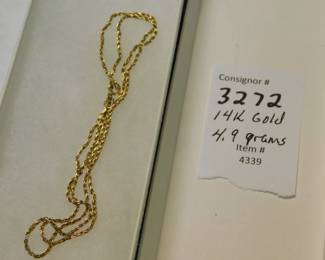 Consignor #
3272
14K Gold
4.9 grams
Item #
4339